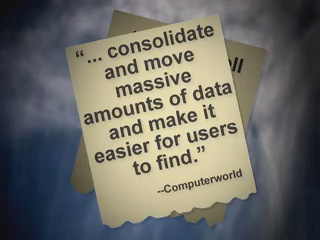 “ ... consolidate
and move
massive
amounts of data
and make it
easier for users
to find.”
--Computerworld